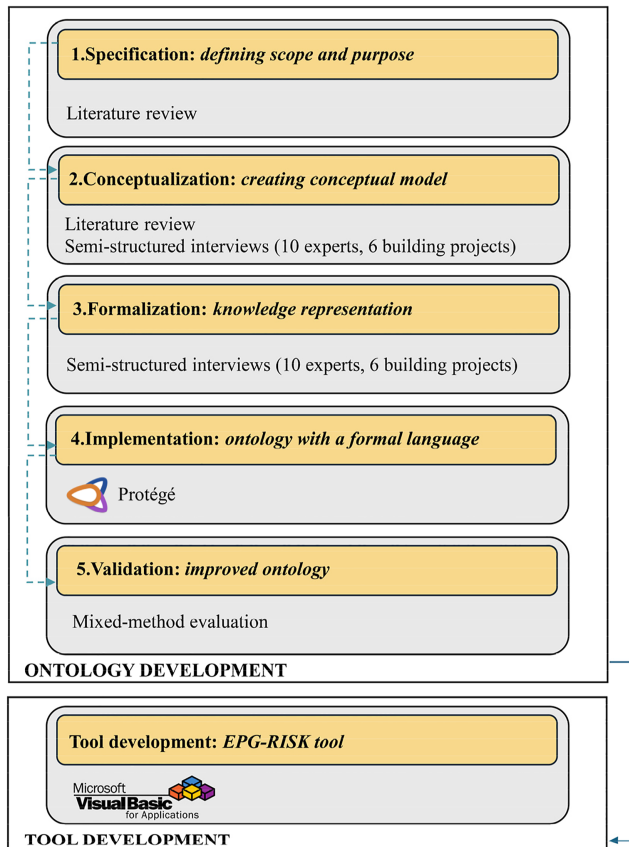 1.Specification: defining scope and purpose
Literature review
2.Conceptualization: creating conceptual model
Literature review
Semi-structured interviews (10 experts, 6 building projects)
3.Formalization: knowledge representation
Semi-structured interviews (10 experts, 6 building projects)
4.Implementation: ontology with a formal language
Protégé
5.Validation: improved ontology
Mixed-method evaluation
ONTOLOGY DEVELOPMENT
Tool development: EPG-RISK tool
Microsoft
Visual Basic
for Applications
TOOL DEVELOPMENT